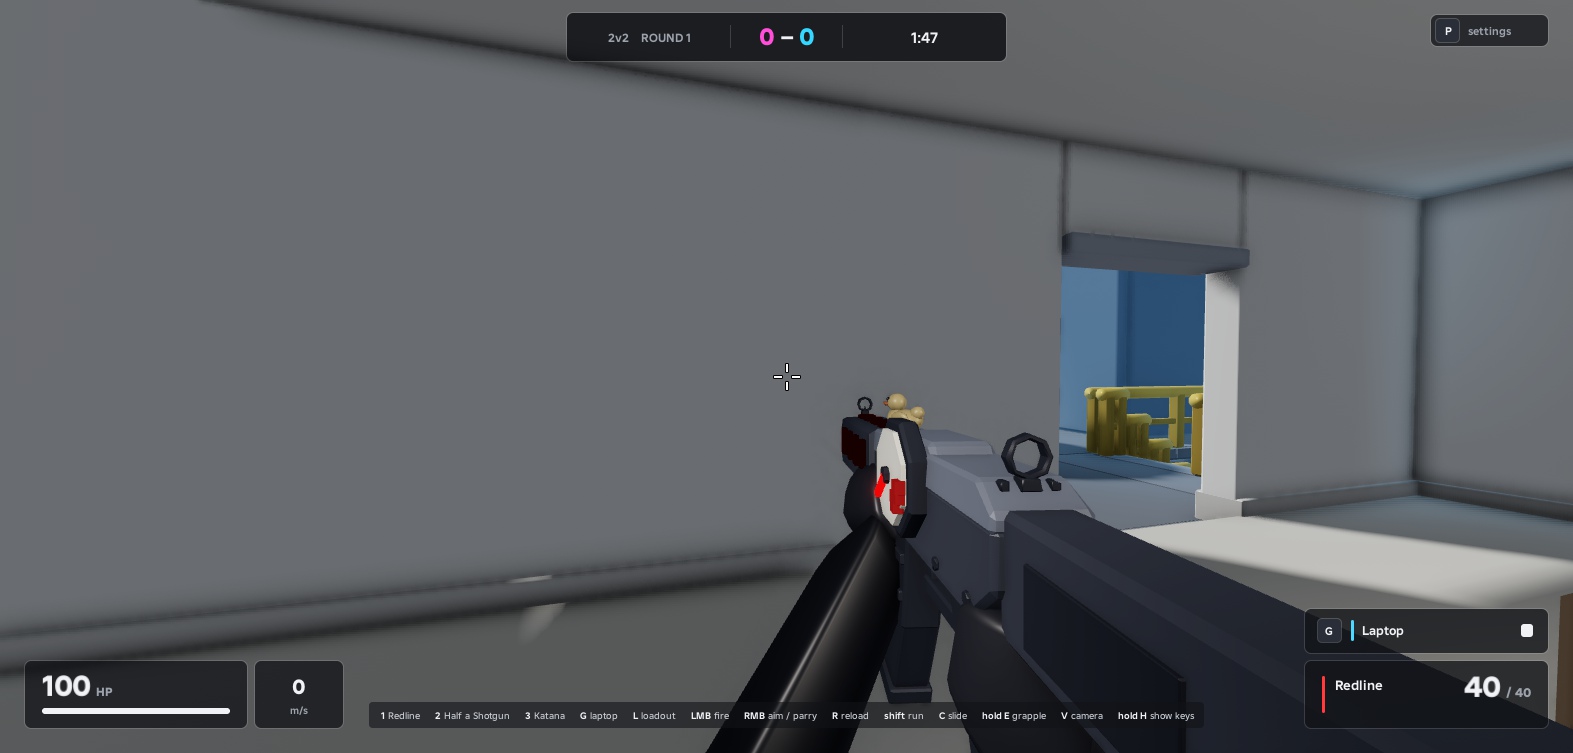 2v2 ROUND 1 0 – 0 1:47
P settings
G Laptop
100 HP
0
m/s
Redline 40 / 40
1 Redline 2 Half a Shotgun 3 Katana G laptop L loadout LMB fire RMB aim / parry R reload shift run C slide hold E grapple V camera hold H show keys